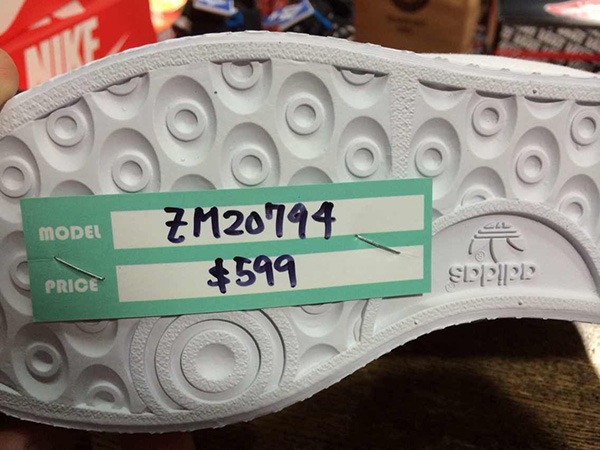 NIKE
MODEL ZM20794
PRICE $599
adidas